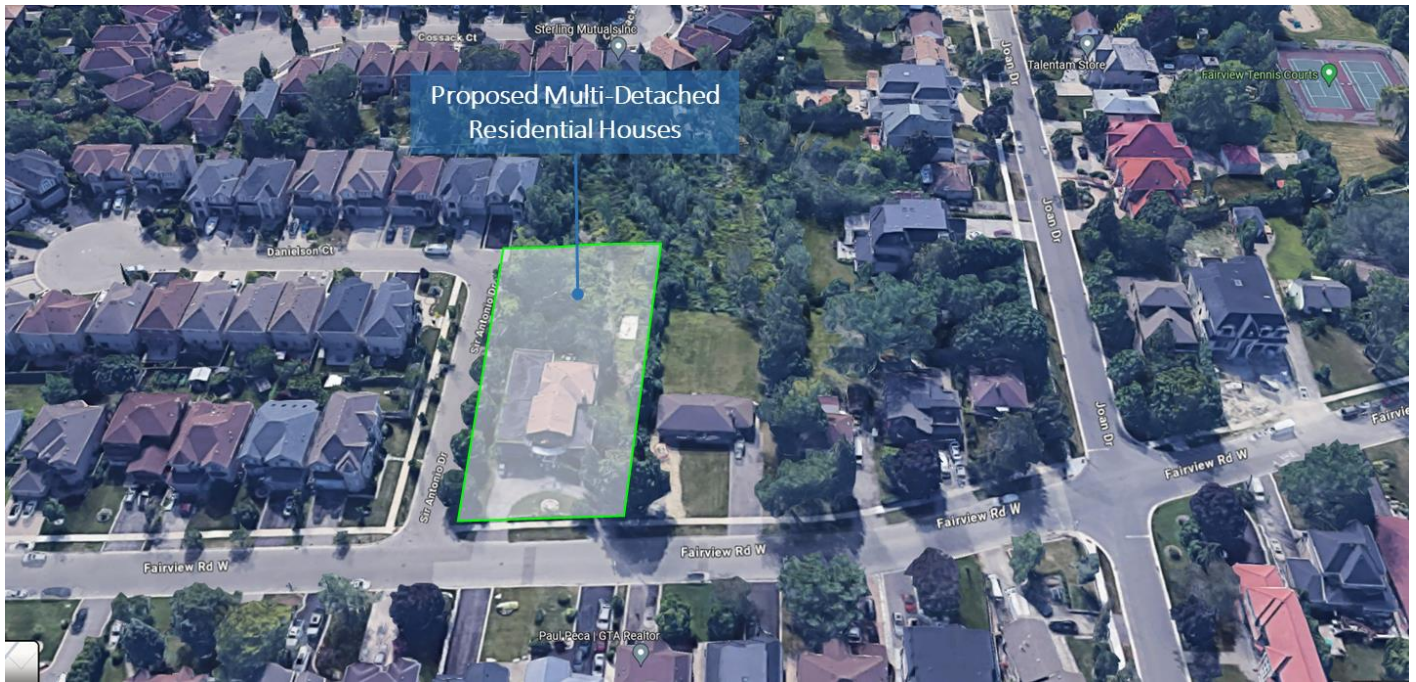 Cossack Ct
Sterling Mutuals Inc
Joan Dr
Talentam Store
Fairview Tennis Courts
Proposed Multi-Detached
Residential Houses
Joan Dr
Danielson Ct
Sir Antonio Dr
Joan Dr
Sir Antonio Dr
Fairview Rd W
Fairview Rd W
Fairview Rd W
Fairview Rd W
Paul Peca | GTA Realtor